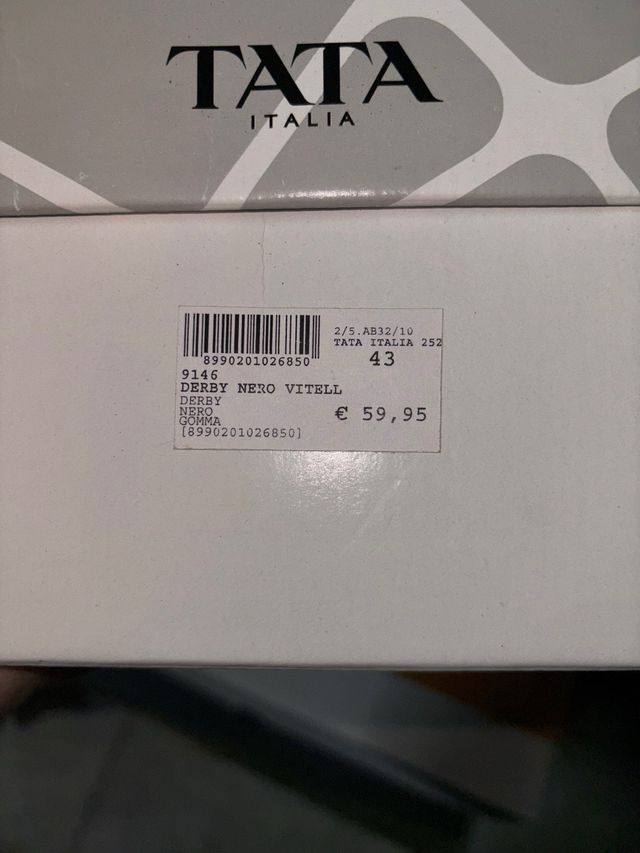 TATA
ITALIA
2/5.AB32/10
TATA ITALIA 252
8990201026850
43
9146
DERBY NERO VITELL
DERBY
NERO
€ 59,95
GOMMA
[8990201026850]